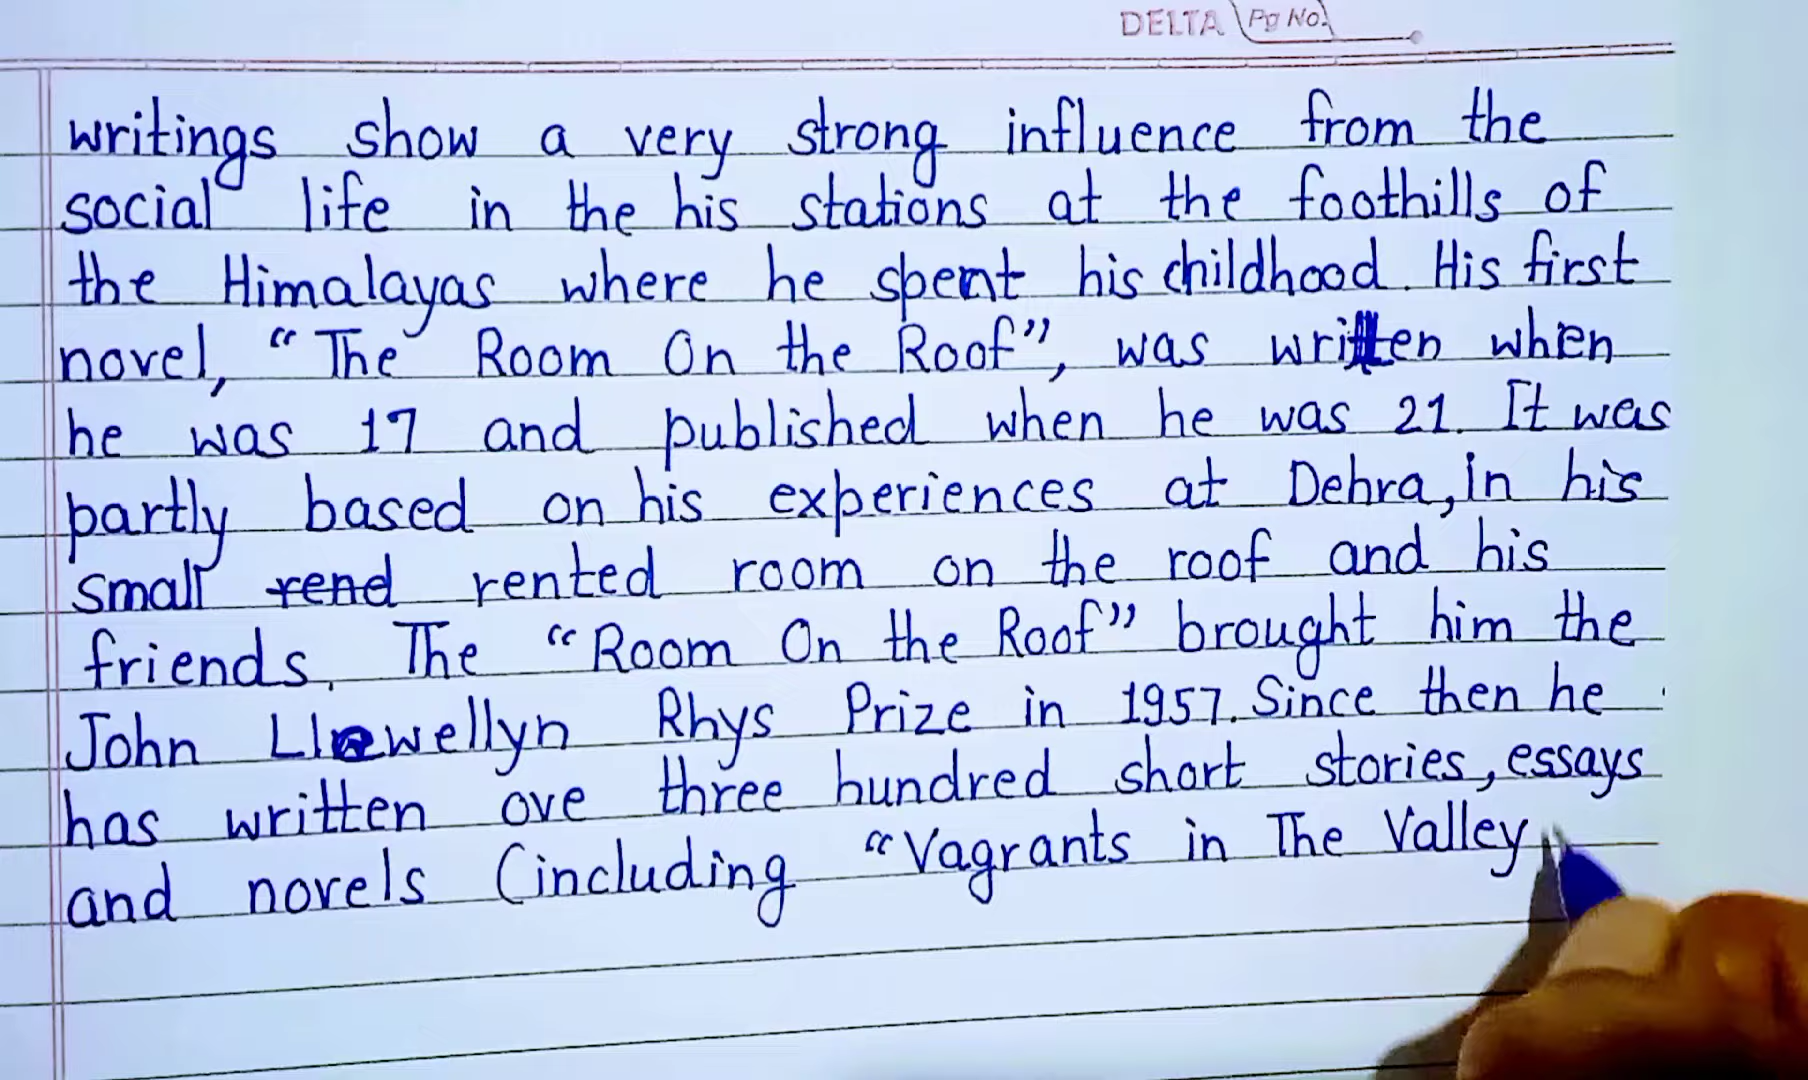 DELTA Pg No.
writings show a very strong influence from the
social life in the his stations at the foothills of
the Himalayas where he spent his childhood. His first
novel, “The Room On the Roof”, was written when
he was 17 and published when he was 21. It was
partly based on his experiences at Dehra, in his
small rend rented room on the roof and his
friends. The “Room On the Roof” brought him the
John Llewellyn Rhys Prize in 1957. Since then he
has written ove three hundred short stories, essays
and novels (including “Vagrants in The Valley